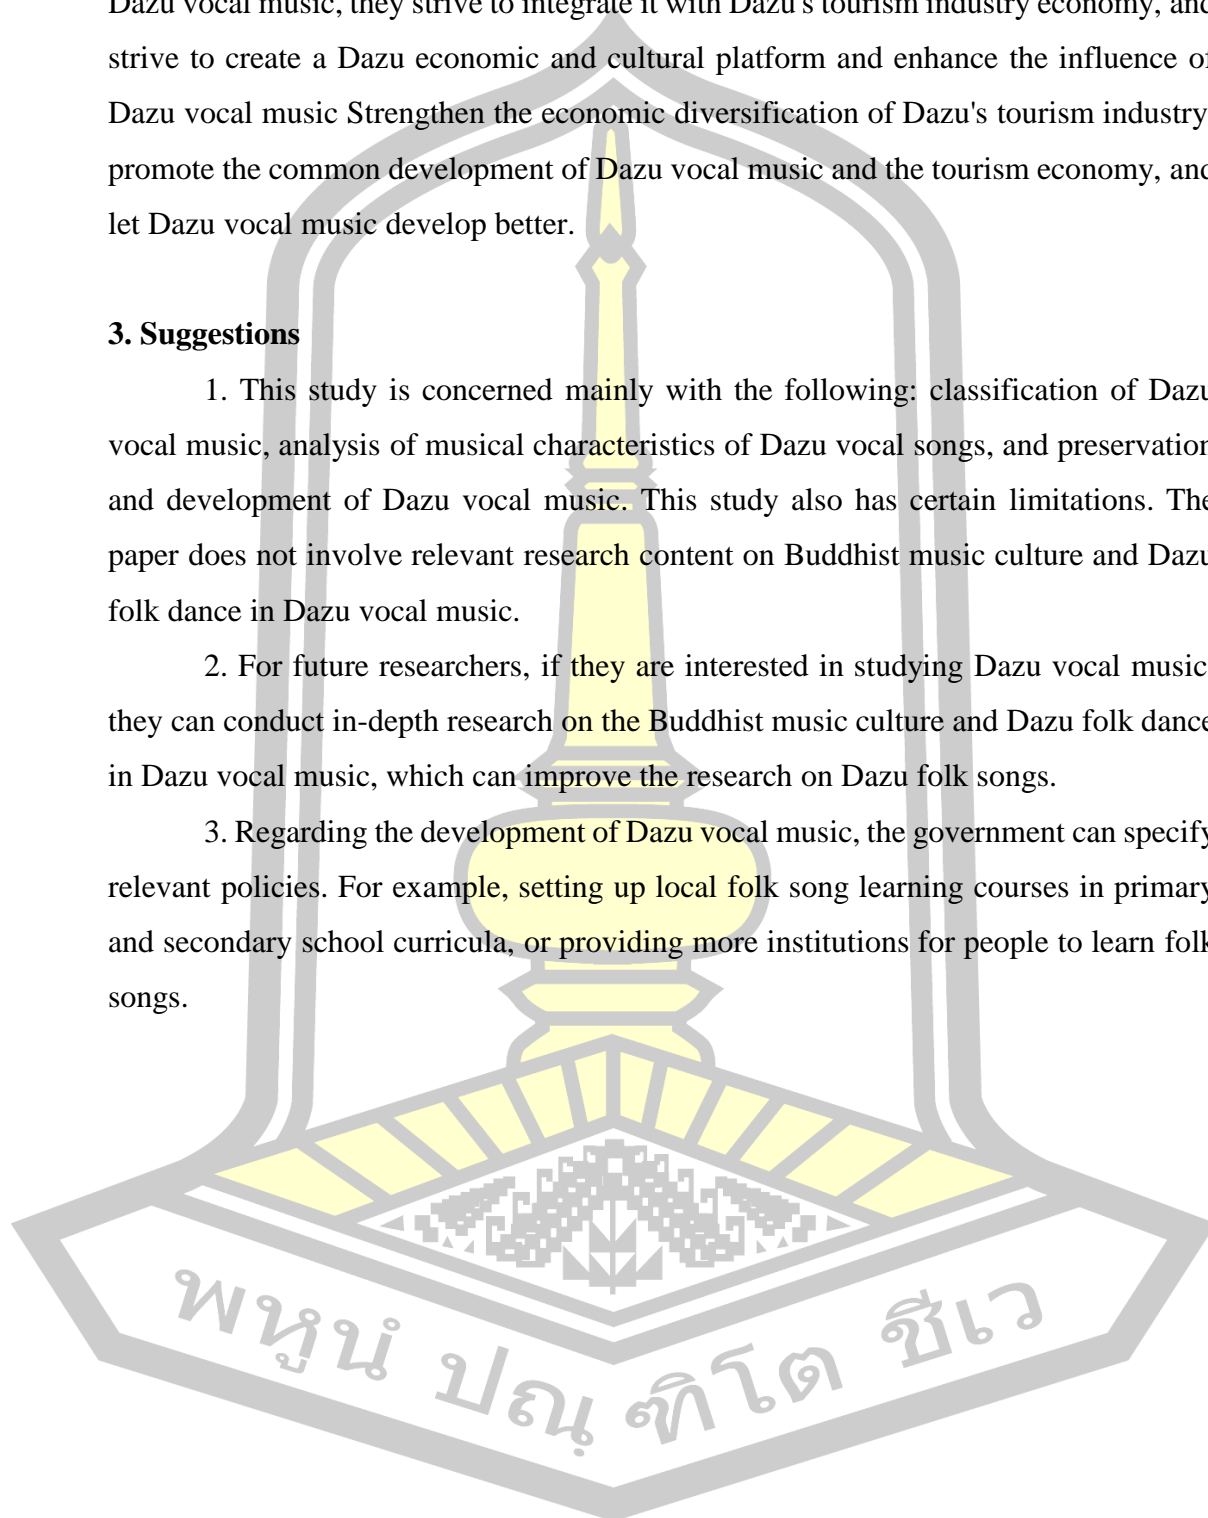 Dazu vocal music, they strive to integrate it with Dazu's tourism industry economy, and
strive to create a Dazu economic and cultural platform and enhance the influence of
Dazu vocal music Strengthen the economic diversification of Dazu's tourism industry
promote the common development of Dazu vocal music and the tourism economy, and
let Dazu vocal music develop better.
3. Suggestions
1. This study is concerned mainly with the following: classification of Dazu
vocal music, analysis of musical characteristics of Dazu vocal songs, and preservation
and development of Dazu vocal music. This study also has certain limitations. The
paper does not involve relevant research content on Buddhist music culture and Dazu
folk dance in Dazu vocal music.
2. For future researchers, if they are interested in studying Dazu vocal music
they can conduct in-depth research on the Buddhist music culture and Dazu folk dance
in Dazu vocal music, which can improve the research on Dazu folk songs.
3. Regarding the development of Dazu vocal music, the government can specify
relevant policies. For example, setting up local folk song learning courses in primary
and secondary school curricula, or providing more institutions for people to learn folk
songs.
พหูนํ ปณฺฑิโต ชีเว